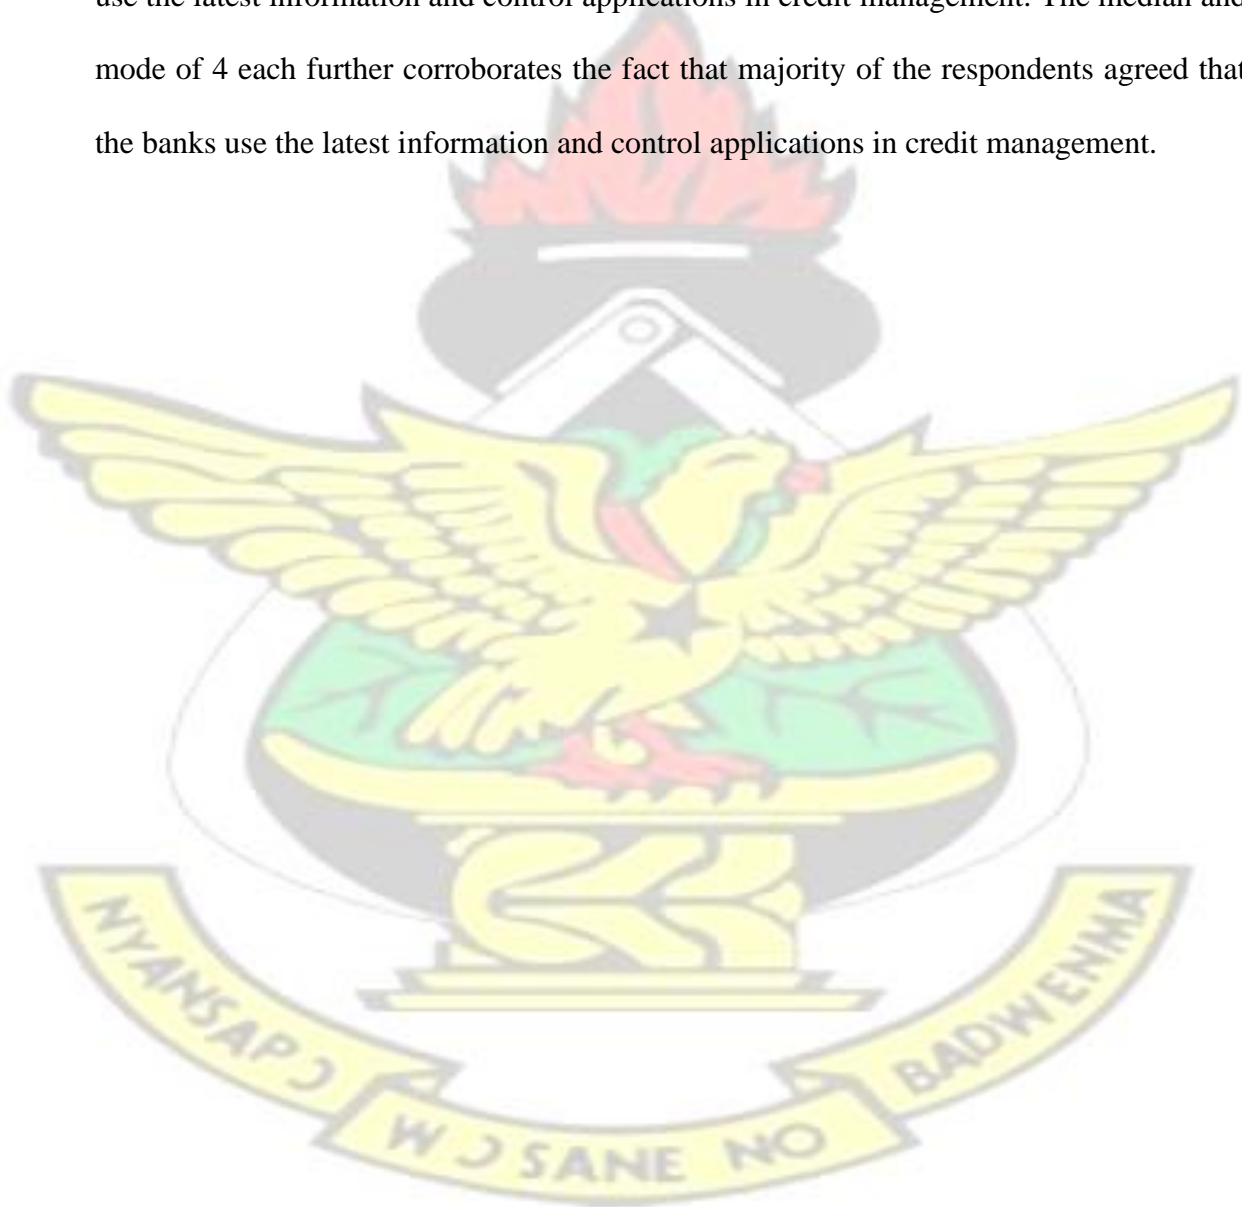 use the latest information and control applications in credit management. The median and
mode of 4 each further corroborates the fact that majority of the respondents agreed that
the banks use the latest information and control applications in credit management.
NYANSAPƆ
WƆSANE NO
BADWENMA